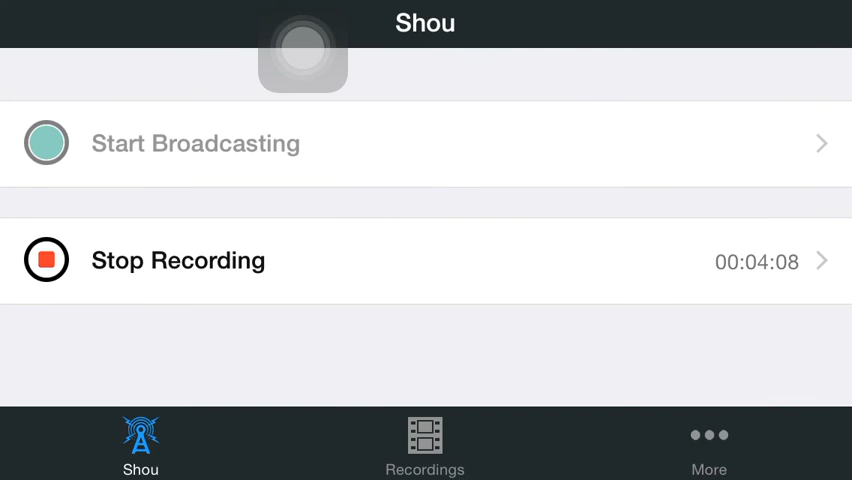 Shou
Start Broadcasting
Stop Recording 00:04:08
Shou Recordings More